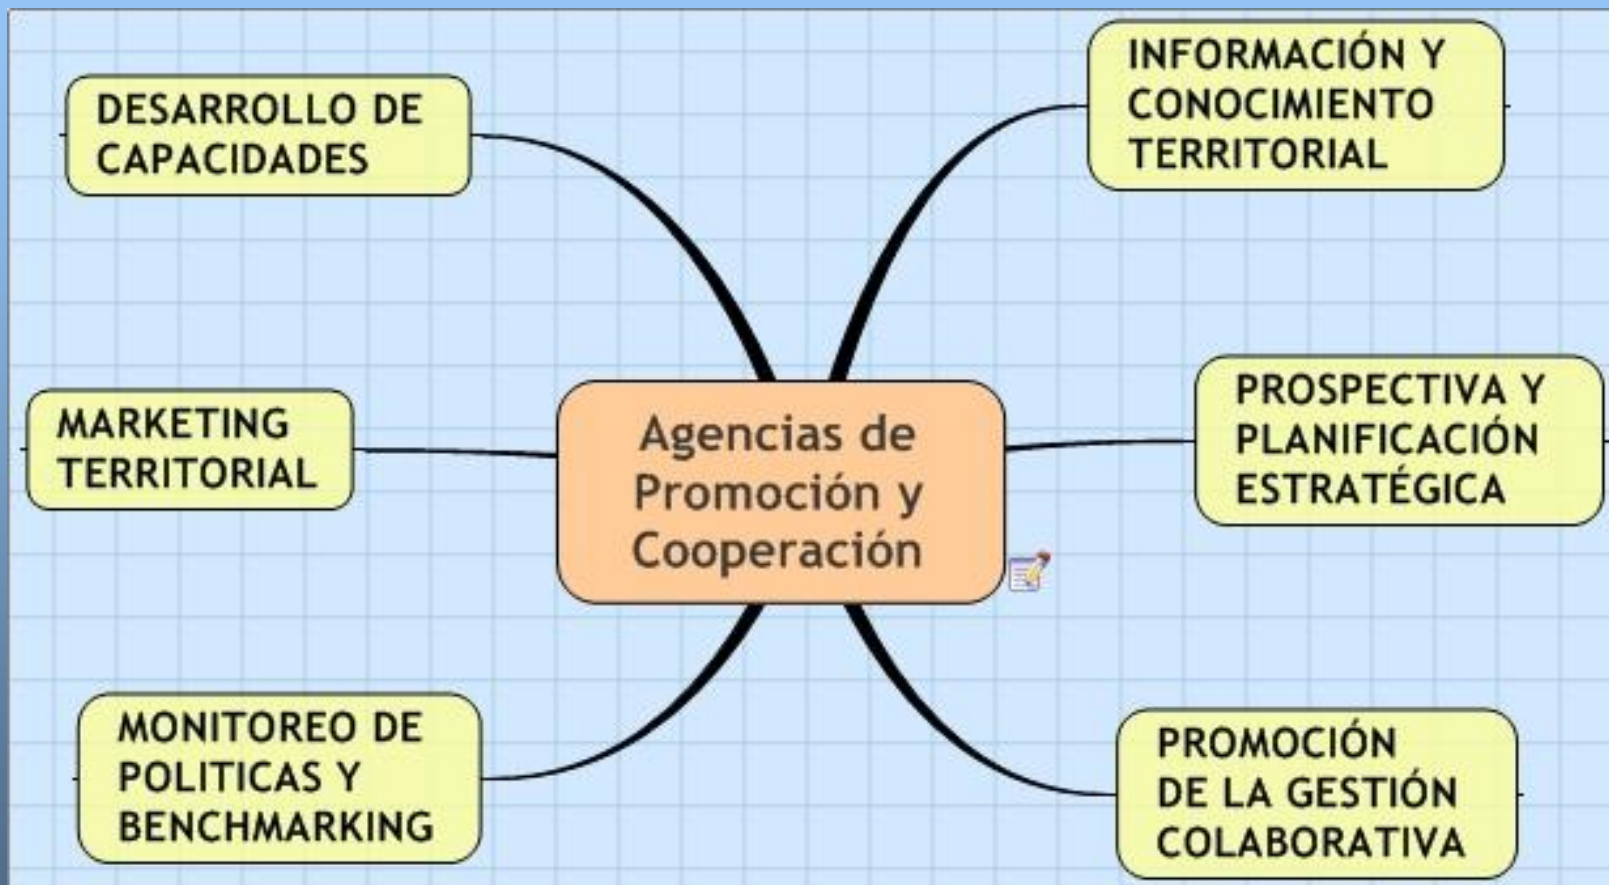 DESARROLLO DE
CAPACIDADES
INFORMACIÓN Y
CONOCIMIENTO
TERRITORIAL
MARKETING
TERRITORIAL
Agencias de
Promoción y
Cooperación
PROSPECTIVA Y
PLANIFICACIÓN
ESTRATÉGICA
MONITOREO DE
POLITICAS Y
BENCHMARKING
PROMOCIÓN
DE LA GESTIÓN
COLABORATIVA